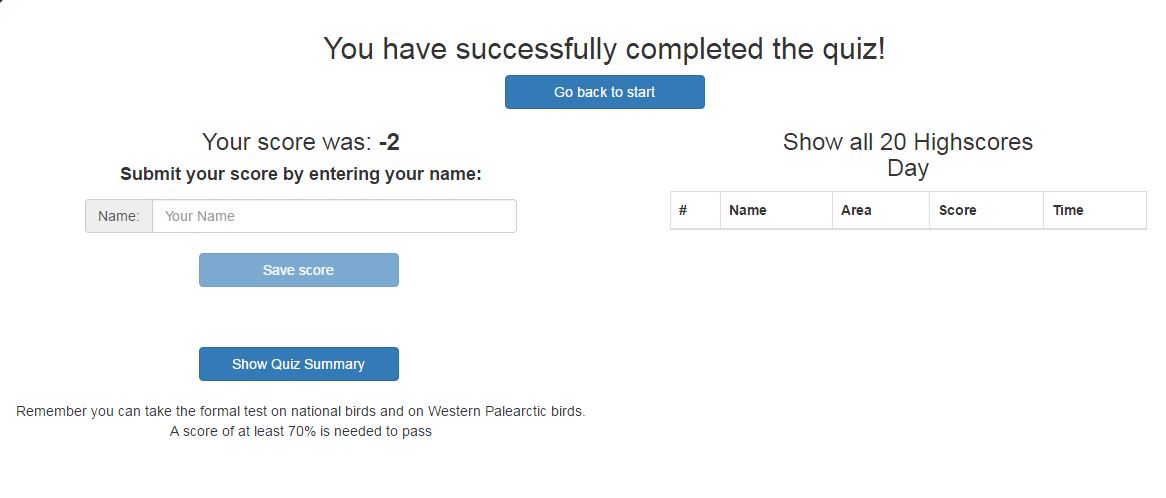 You have successfully completed the quiz!
Go back to start
Your score was: -2
Submit your score by entering your name:
Name: Your Name
Save score
Show Quiz Summary
Remember you can take the formal test on national birds and on Western Palearctic birds.
A score of at least 70% is needed to pass
Show all 20 Highscores
Day
# Name Area Score Time